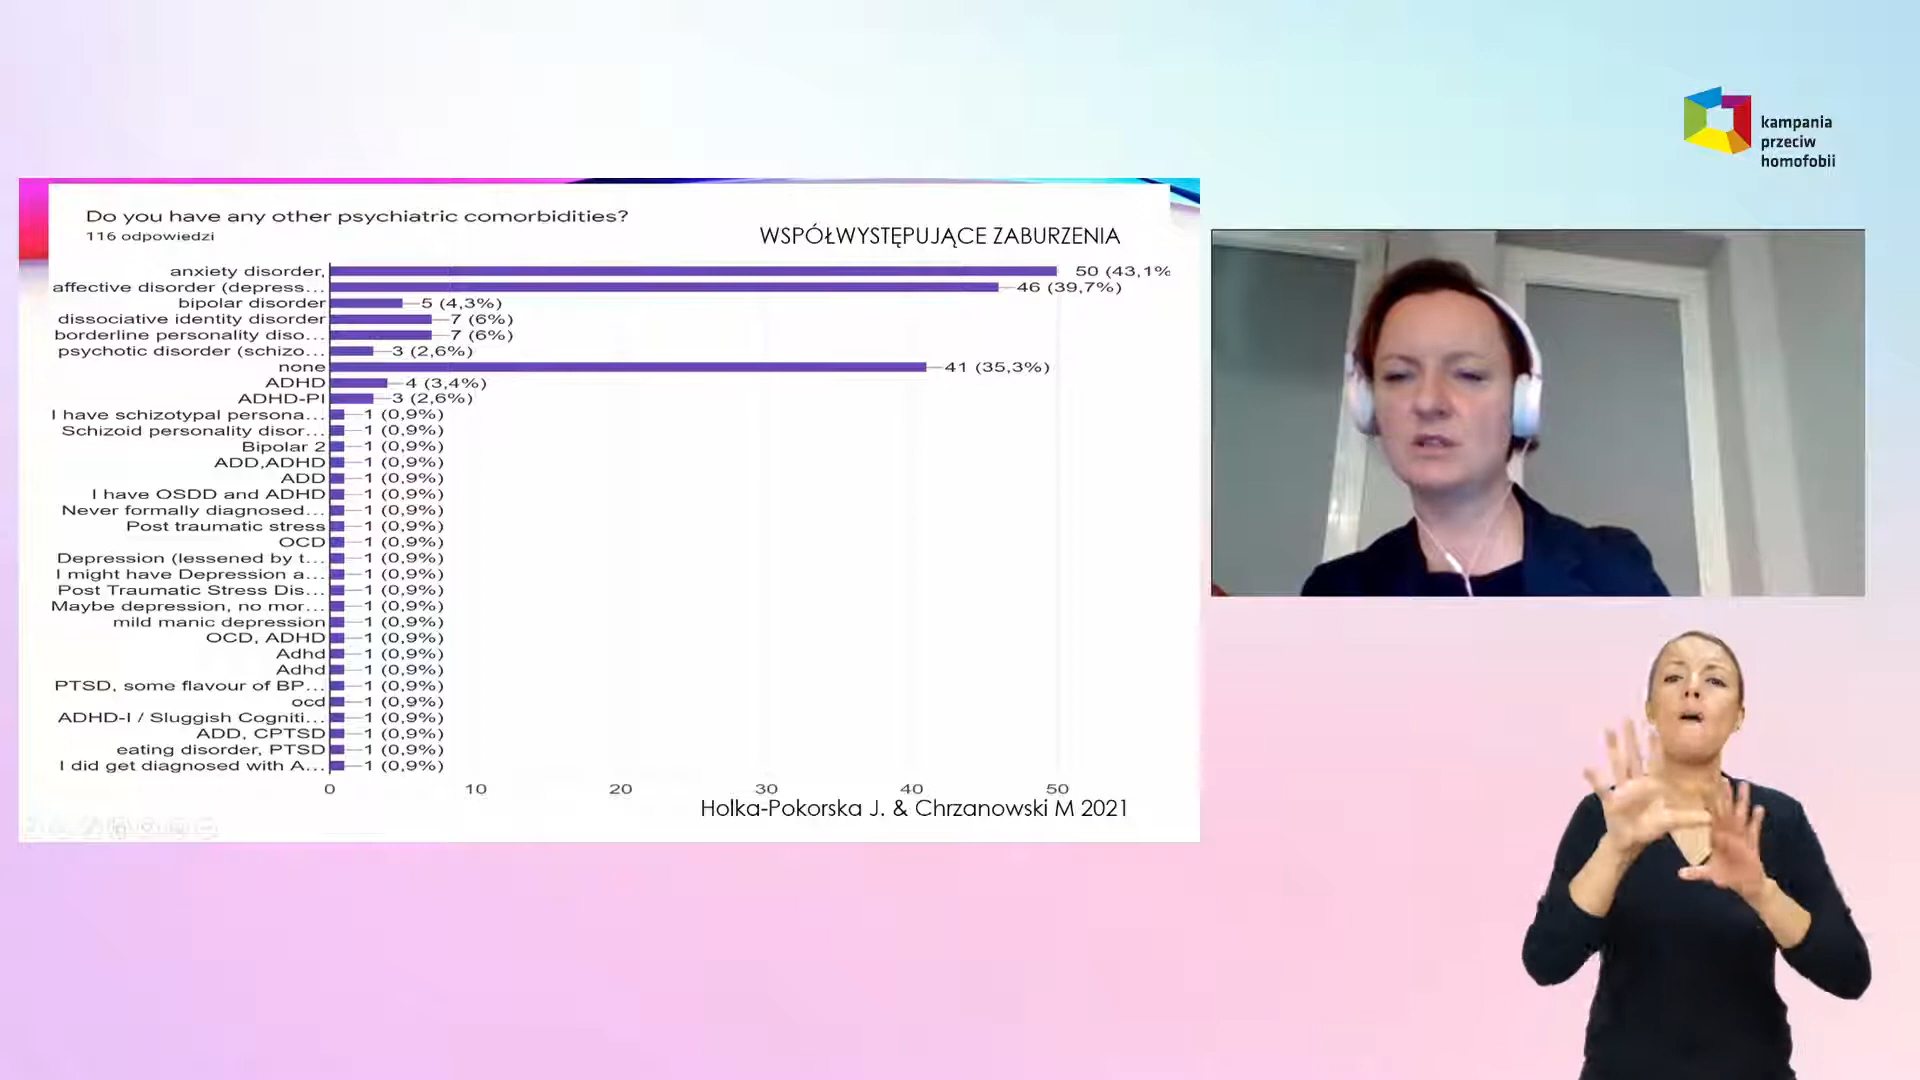 kampania
przeciw
homofobii
Do you have any other psychiatric comorbidities?
116 odpowiedzi
WSPÓŁWYSTĘPUJĄCE ZABURZENIA
anxiety disorder, 50 (43,1%
affective disorder (depress... 46 (39,7%)
bipolar disorder 5 (4,3%)
dissociative identity disorder 7 (6%)
borderline personality diso... 7 (6%)
psychotic disorder (schizo... 3 (2,6%)
none 41 (35,3%)
ADHD 4 (3,4%)
ADHD-PI 3 (2,6%)
I have schizotypal persona... 1 (0,9%)
Schizoid personality disor... 1 (0,9%)
Bipolar 2 1 (0,9%)
ADD,ADHD 1 (0,9%)
ADD 1 (0,9%)
I have OSDD and ADHD 1 (0,9%)
Never formally diagnosed... 1 (0,9%)
Post traumatic stress 1 (0,9%)
OCD 1 (0,9%)
Depression (lessened by t... 1 (0,9%)
I might have Depression a... 1 (0,9%)
Post Traumatic Stress Dis... 1 (0,9%)
Maybe depression, no mor... 1 (0,9%)
mild manic depression 1 (0,9%)
OCD, ADHD 1 (0,9%)
Adhd 1 (0,9%)
Adhd 1 (0,9%)
PTSD, some flavour of BP... 1 (0,9%)
ocd 1 (0,9%)
ADHD-I / Sluggish Cogniti... 1 (0,9%)
ADD, CPTSD 1 (0,9%)
eating disorder, PTSD 1 (0,9%)
I did get diagnosed with A... 1 (0,9%)
0 10 20 30 40 50
Holka-Pokorska J. & Chrzanowski M 2021